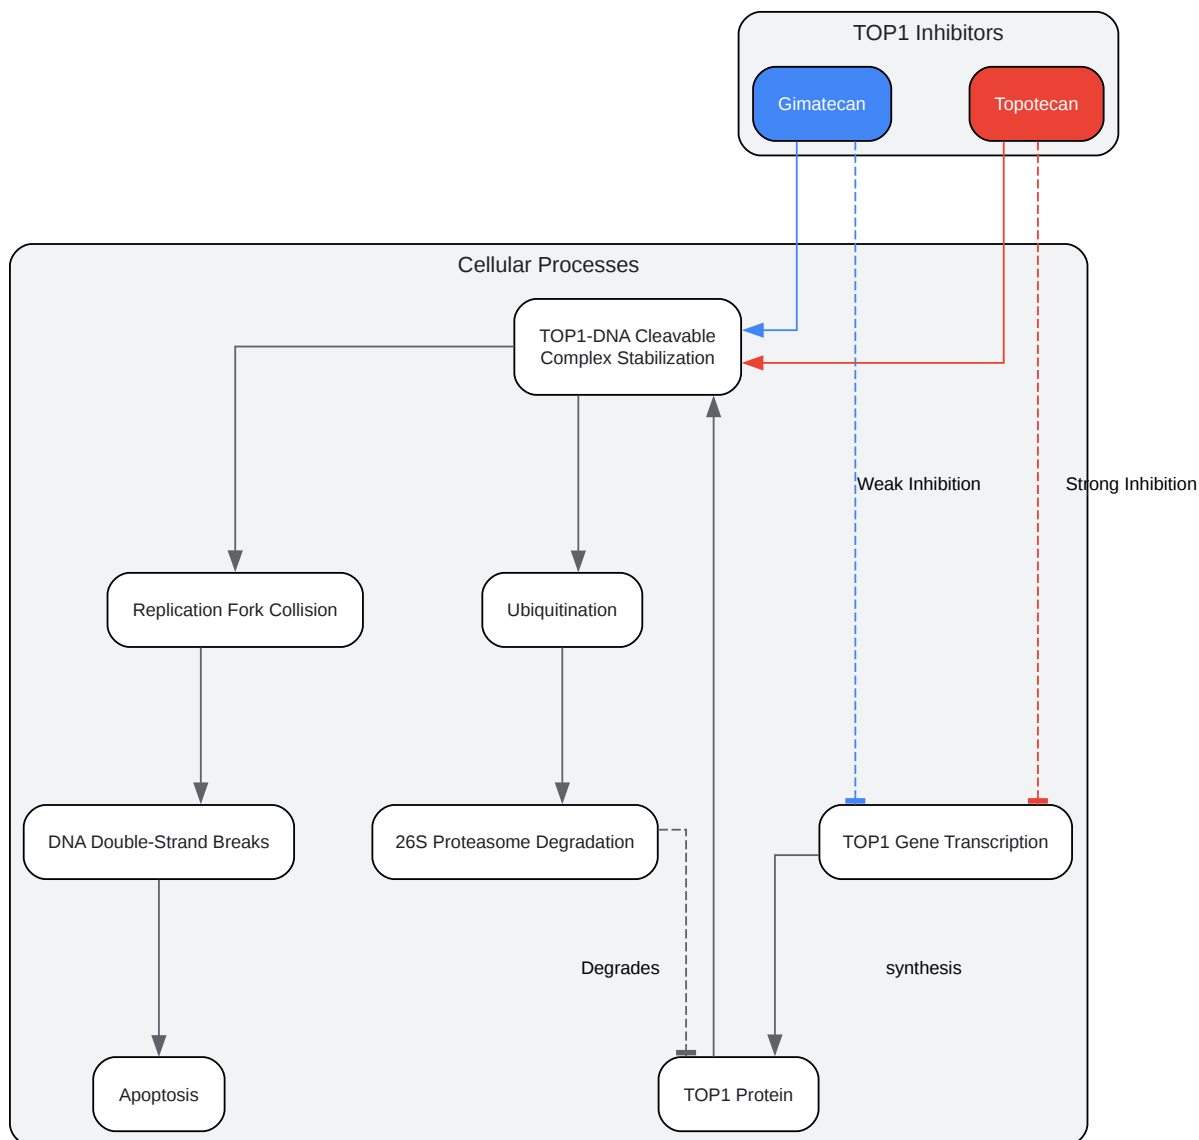 TOP1 Inhibitors
Gimatecan
Topotecan
Cellular Processes
TOP1-DNA Cleavable
Complex Stabilization
Weak Inhibition
Strong Inhibition
Replication Fork Collision
Ubiquitination
DNA Double-Strand Breaks
26S Proteasome Degradation
TOP1 Gene Transcription
Degrades
synthesis
Apoptosis
TOP1 Protein